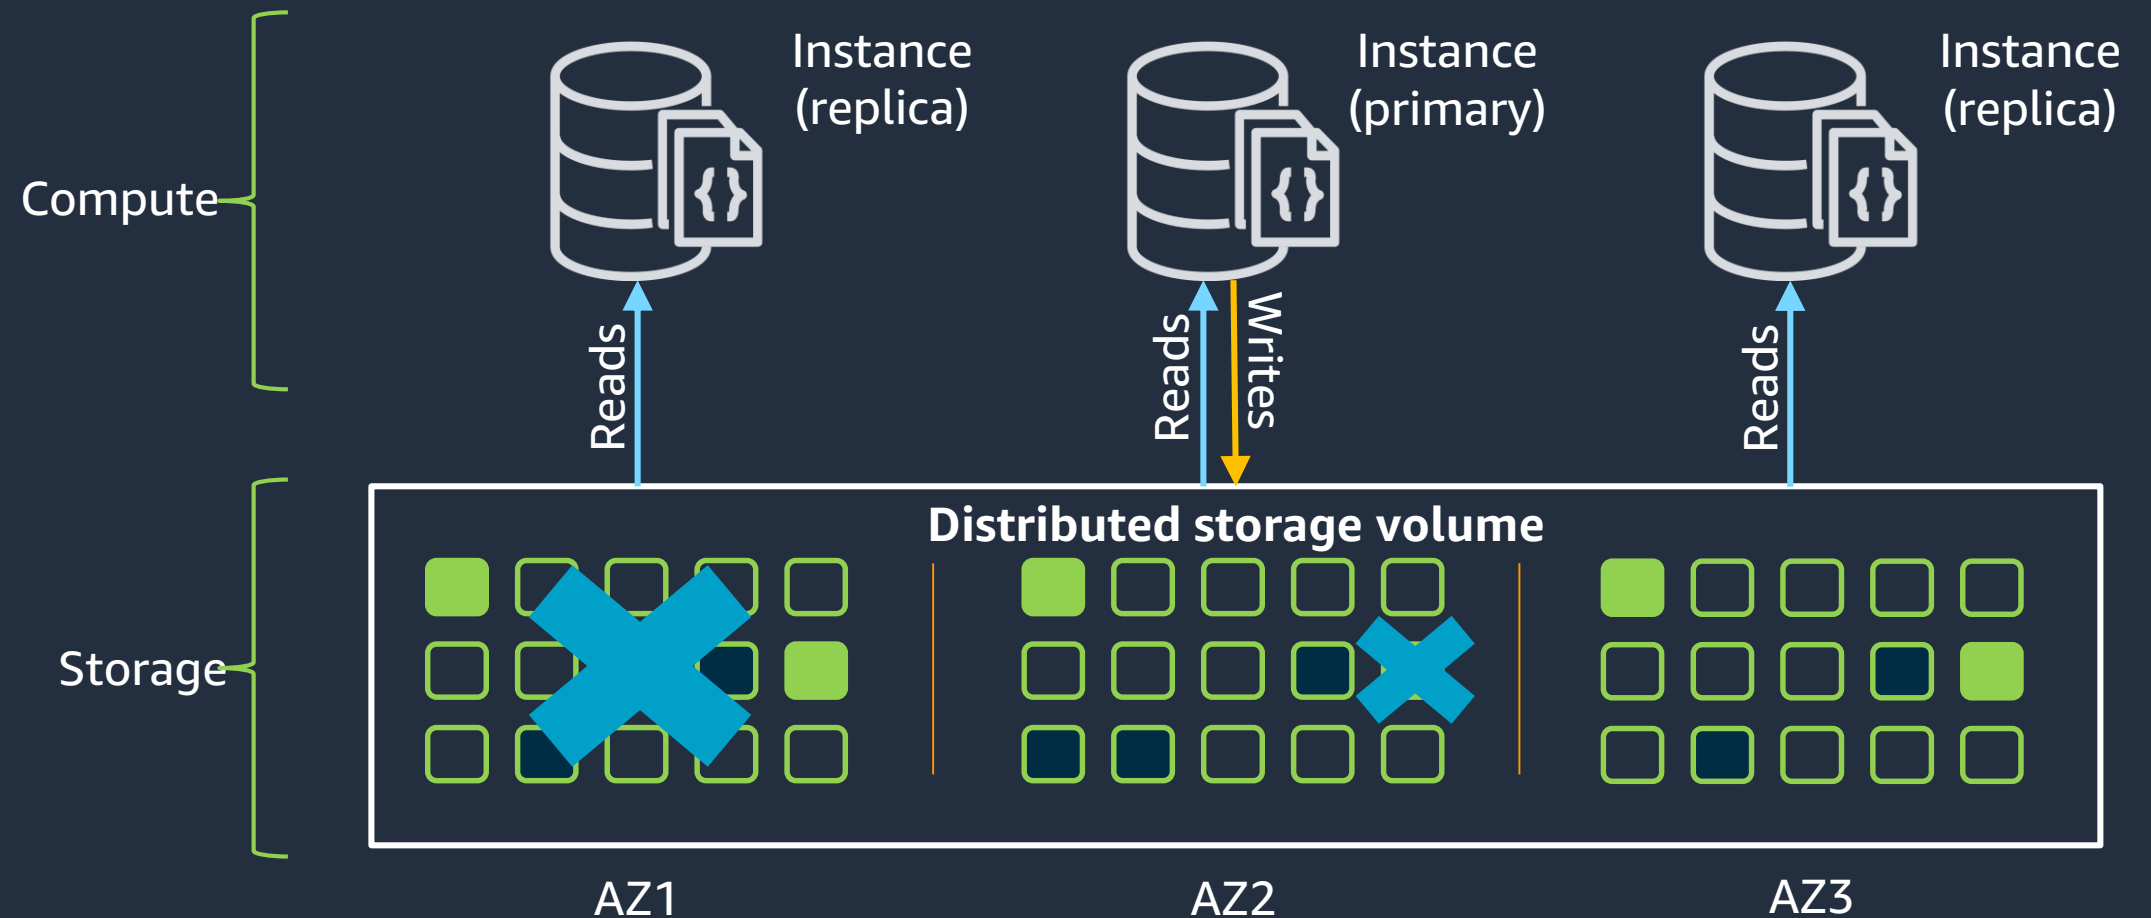 Instance
(replica)
Instance
(primary)
Instance
(replica)
Compute
{}
{}
{}
Reads
Reads
Writes
Reads
Distributed storage volume
Storage
AZ1
AZ2
AZ3